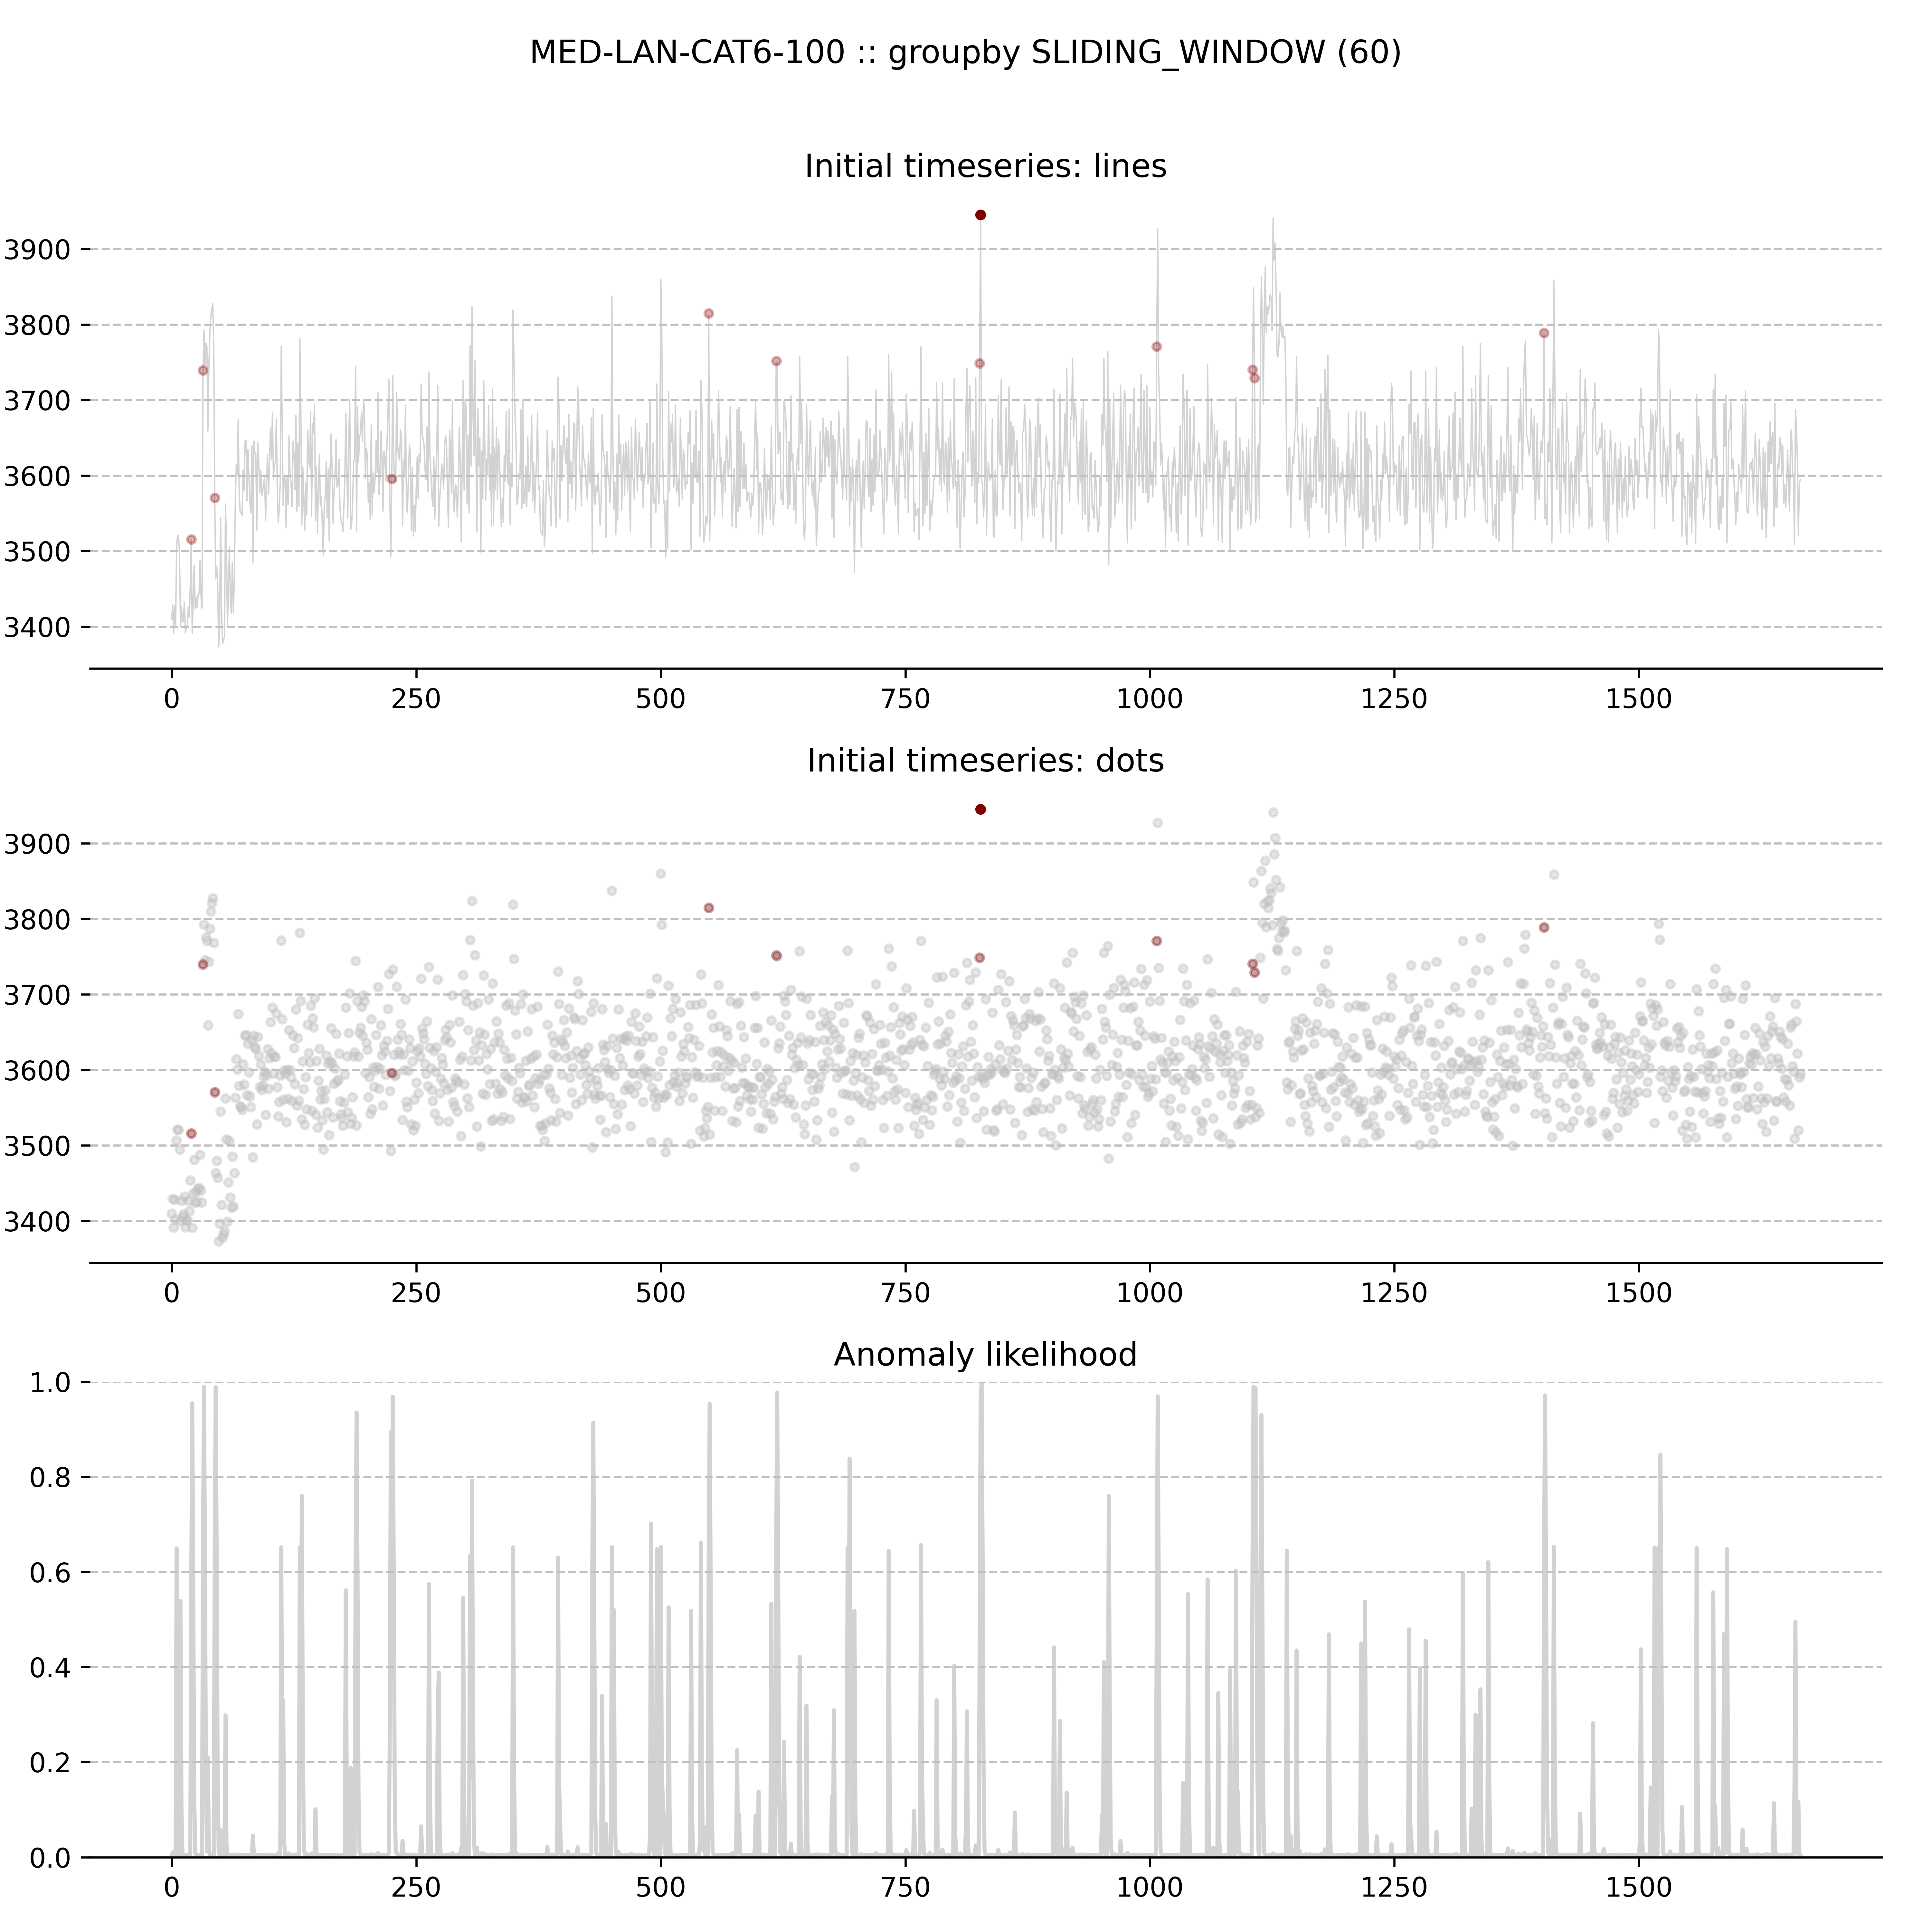 MED-LAN-CAT6-100 :: groupby SLIDING_WINDOW (60)
Initial timeseries: lines
3900
3800
3700
3600
3500
3400
0 250 500 750 1000 1250 1500
Initial timeseries: dots
3900
3800
3700
3600
3500
3400
0 250 500 750 1000 1250 1500
Anomaly likelihood
1.0
0.8
0.6
0.4
0.2
0.0
0 250 500 750 1000 1250 1500